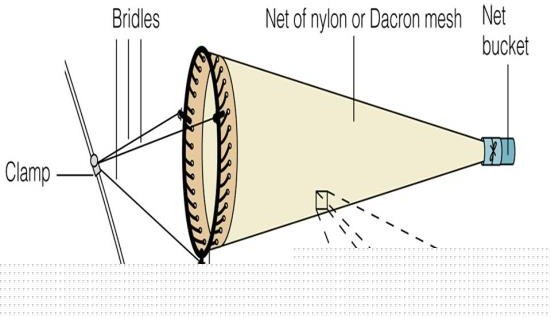 Bridles
Net of nylon or Dacron mesh
Net
bucket
Clamp